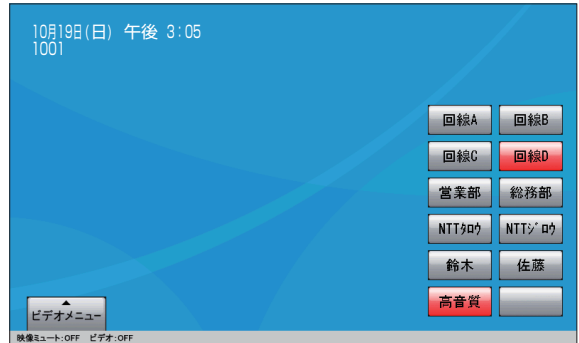 10月19日(日) 午後 3:05
1001
回線A 回線B
回線C 回線D
営業部 総務部
NTTﾀﾛｳ NTTｼﾞﾛｳ
鈴木 佐藤
高音質
ビデオメニュー
映像ミュート:OFF ビデオ:OFF